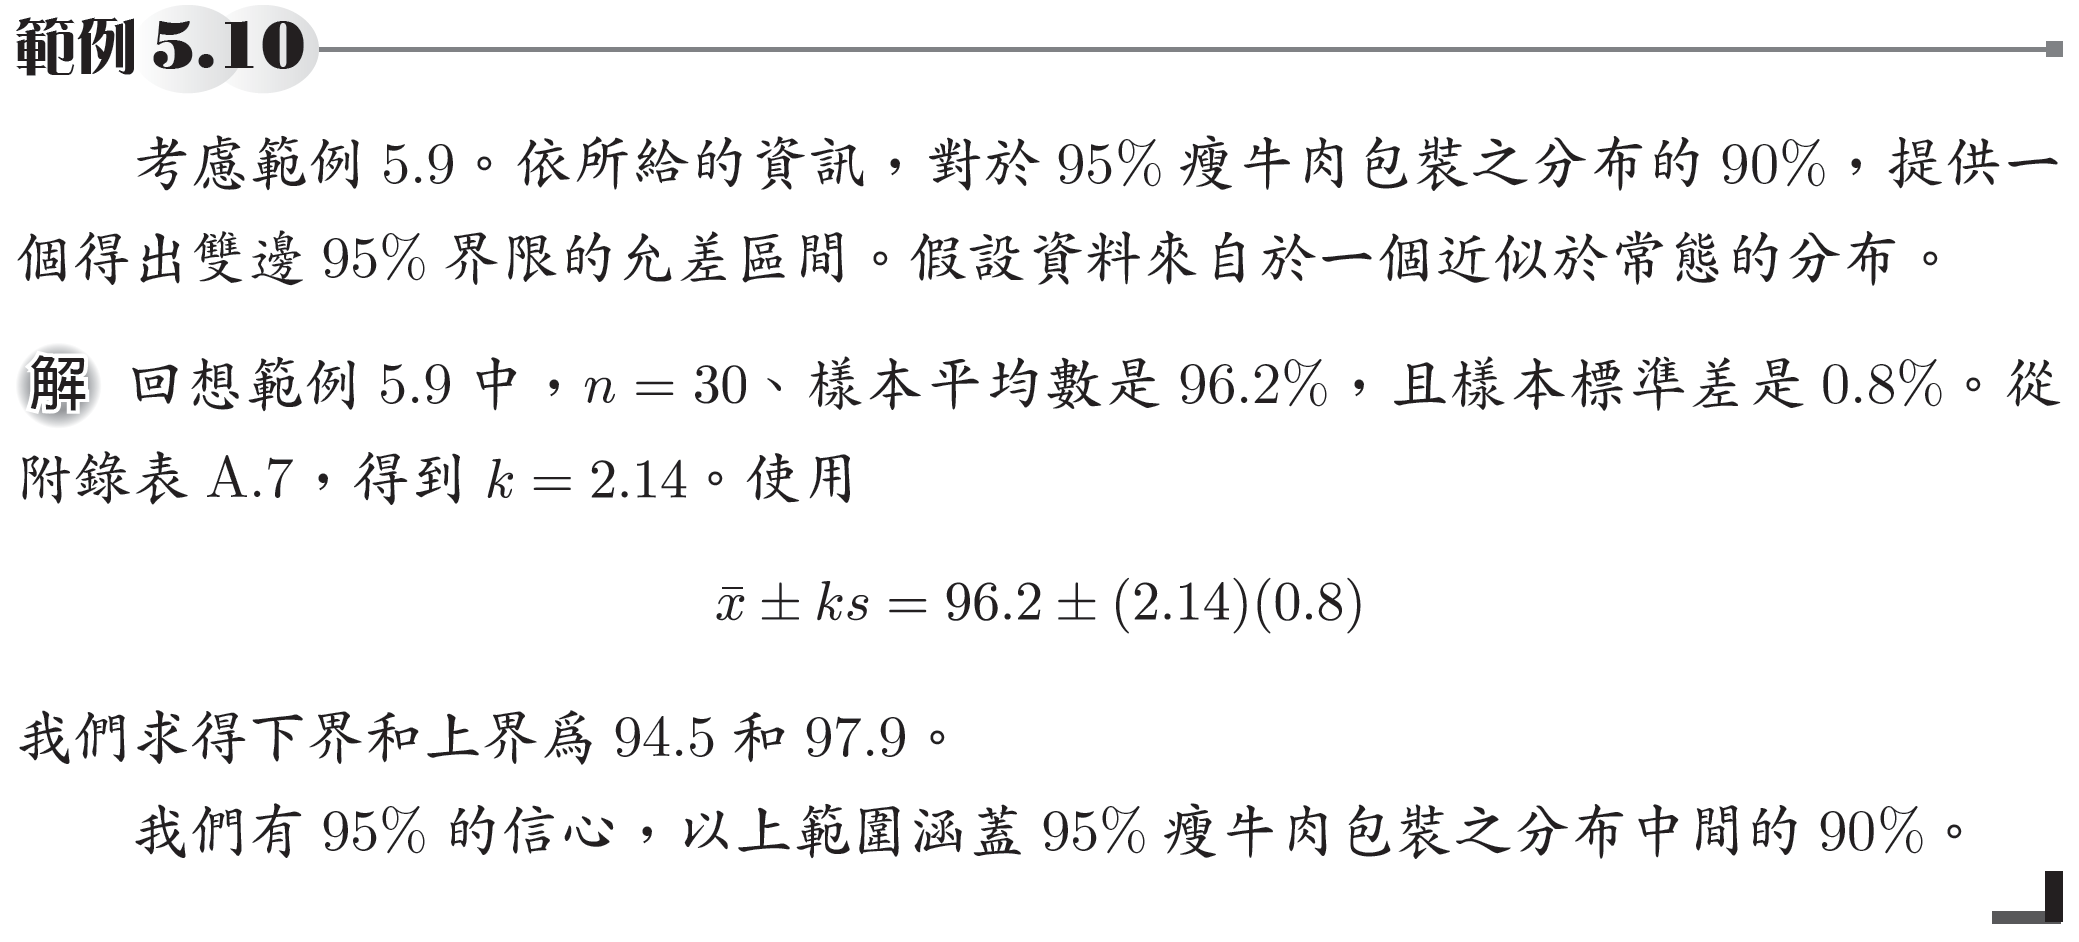 範例 5.10
考慮範例 5.9。依所給的資訊，對於 95% 瘦牛肉包裝之分布的 90%，提供一
個得出雙邊 95% 界限的允差區間。假設資料來自於一個近似於常態的分布。
解 回想範例 5.9 中，n = 30、樣本平均數是 96.2%，且樣本標準差是 0.8%。從
附錄表 A.7，得到 k = 2.14。使用
x̄ ± ks = 96.2 ± (2.14)(0.8)
我們求得下界和上界爲 94.5 和 97.9。
我們有 95% 的信心，以上範圍涵蓋 95% 瘦牛肉包裝之分布中間的 90%。